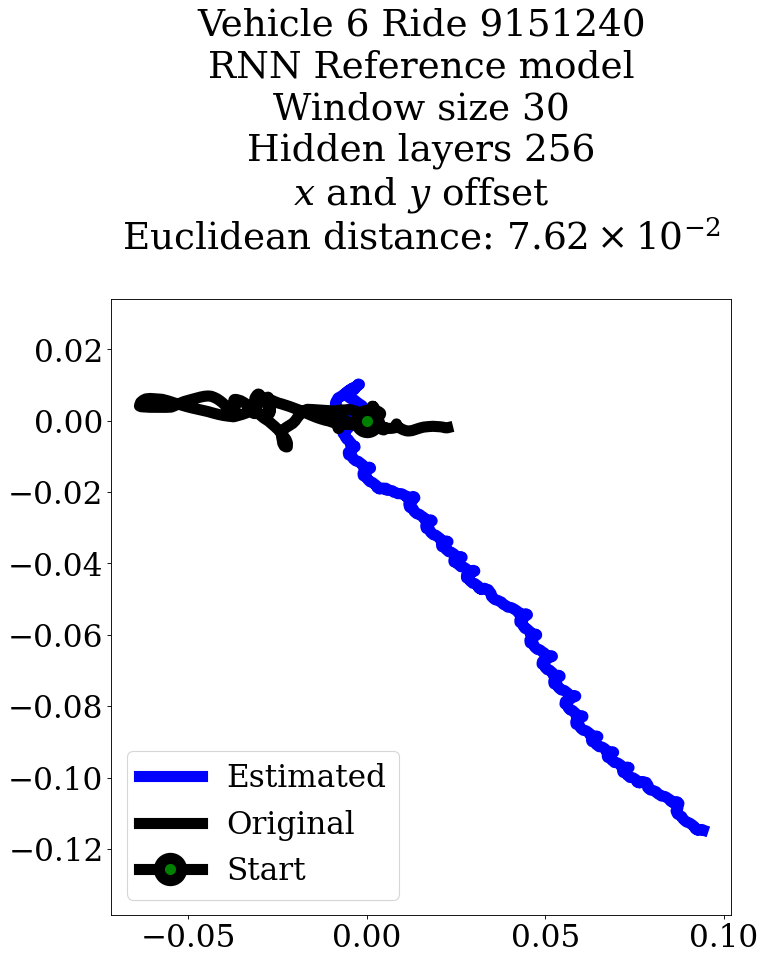 Vehicle 6 Ride 9151240
RNN Reference model
Window size 30
Hidden layers 256
x and y offset
Euclidean distance: 7.62 × 10⁻²
0.02
0.00
−0.02
−0.04
−0.06
−0.08
−0.10
−0.12
Estimated
Original
Start
−0.05 0.00 0.05 0.10